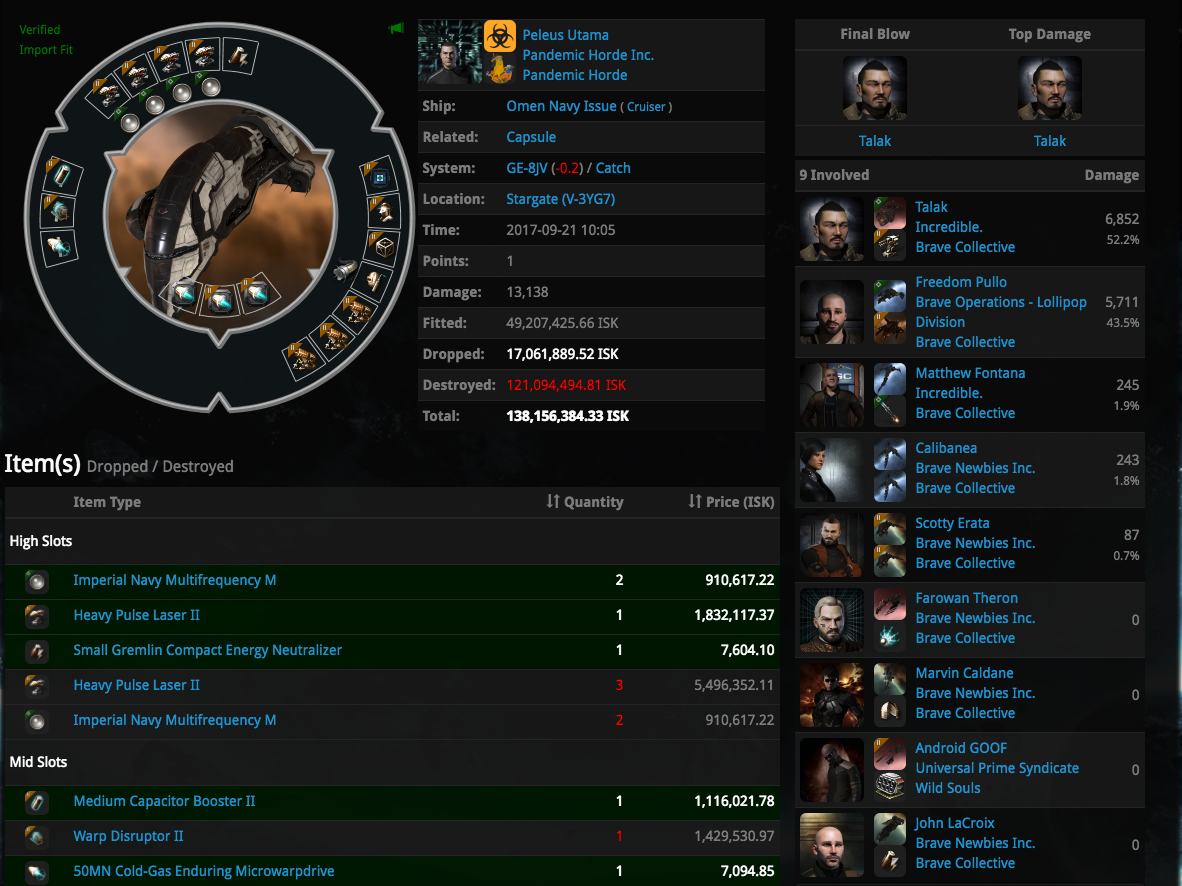 Verified
Import Fit
Peleus Utama
Pandemic Horde Inc.
Pandemic Horde
Ship: Omen Navy Issue ( Cruiser )
Related: Capsule
System: GE-8JV (-0.2) / Catch
Location: Stargate (V-3YG7)
Time: 2017-09-21 10:05
Points: 1
Damage: 13,138
Fitted: 49,207,425.66 ISK
Dropped: 17,061,889.52 ISK
Destroyed: 121,094,494.81 ISK
Total: 138,156,384.33 ISK
Item(s) Dropped / Destroyed
Item Type Quantity Price (ISK)
High Slots
Imperial Navy Multifrequency M 2 910,617.22
Heavy Pulse Laser II 1 1,832,117.37
Small Gremlin Compact Energy Neutralizer 1 7,604.10
Heavy Pulse Laser II 3 5,496,352.11
Imperial Navy Multifrequency M 2 910,617.22
Mid Slots
Medium Capacitor Booster II 1 1,116,021.78
Warp Disruptor II 1 1,429,530.97
50MN Cold-Gas Enduring Microwarpdrive 1 7,094.85
Final Blow Top Damage
Talak Talak
9 Involved Damage
Talak
Incredible.
Brave Collective
6,852
52.2%
Freedom Pullo
Brave Operations - Lollipop
Division
Brave Collective
5,711
43.5%
Matthew Fontana
Incredible.
Brave Collective
245
1.9%
Calibanea
Brave Newbies Inc.
Brave Collective
243
1.8%
Scotty Erata
Brave Newbies Inc.
Brave Collective
87
0.7%
Farowan Theron
Brave Newbies Inc.
Brave Collective
0
Marvin Caldane
Brave Newbies Inc.
Brave Collective
0
Android GOOF
Universal Prime Syndicate
Wild Souls
0
John LaCroix
Brave Newbies Inc.
Brave Collective
0